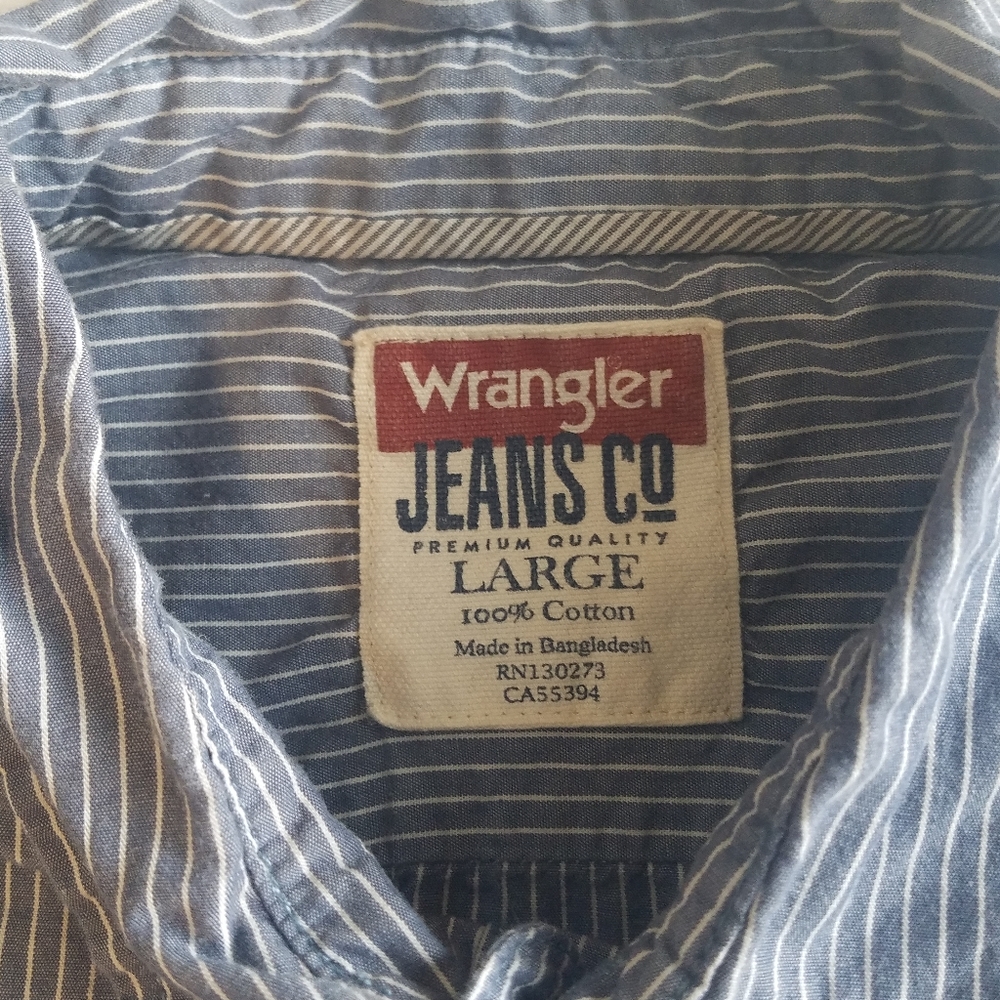 Wrangler
JEANS CO
PREMIUM QUALITY
LARGE
100% Cotton
Made in Bangladesh
RN130273
CA55394